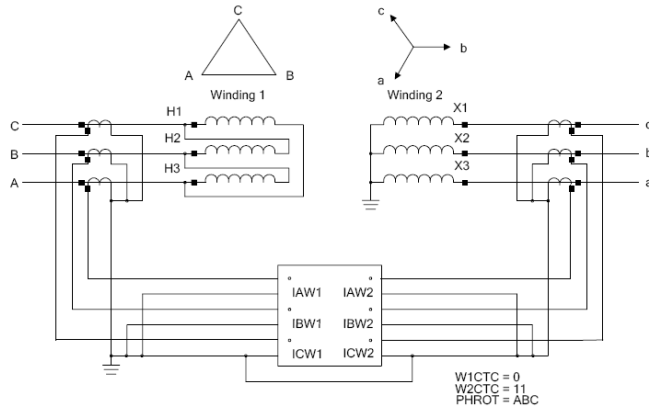 C
c
b
a
A
B
Winding 1
Winding 2
H1
X1
C
c
H2
X2
B
b
H3
X3
A
a
IAW1
IAW2
IBW1
IBW2
ICW1
ICW2
W1CTC = 0
W2CTC = 11
PHROT = ABC